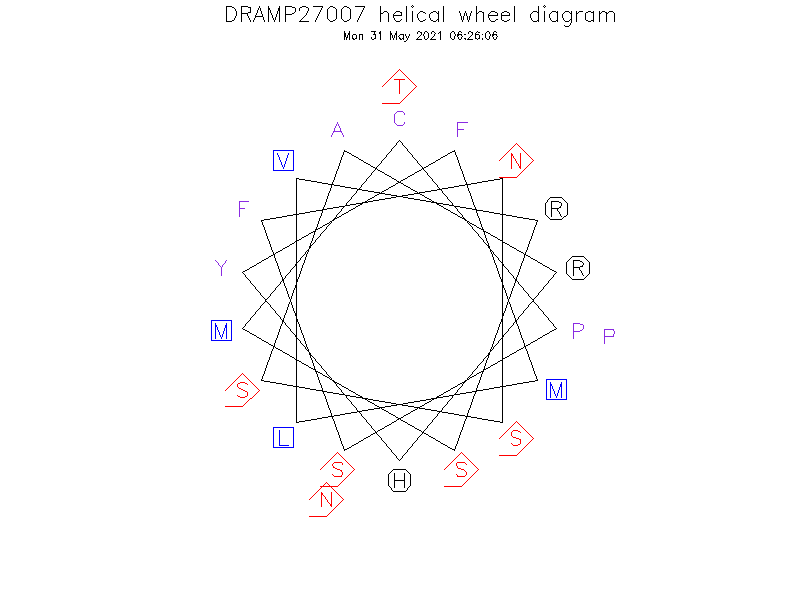 DRAMP27007 helical wheel diagram
Mon 31 May 2021 06:26:06
T
C
A F
V N
F R
Y R
M P P
S M
L S
S H S
N